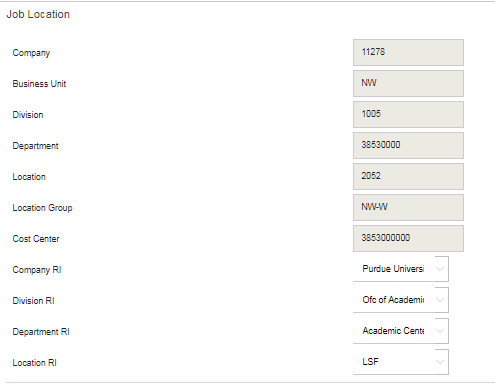 Job Location
Company 11278
Business Unit NW
Division 1005
Department 38530000
Location 2052
Location Group NW-W
Cost Center 3853000000
Company RI Purdue Universi
Division RI Ofc of Academi
Department RI Academic Cente
Location RI LSF